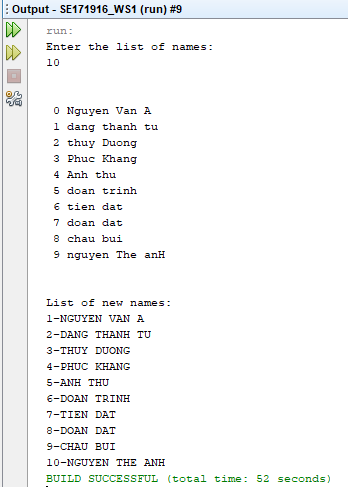 Output - SE171916_WS1 (run) #9
run:
Enter the list of names:
10
0 Nguyen Van A
1 dang thanh tu
2 thuy Duong
3 Phuc Khang
4 Anh thu
5 doan trinh
6 tien dat
7 doan dat
8 chau bui
9 nguyen The anH
List of new names:
1-NGUYEN VAN A
2-DANG THANH TU
3-THUY DUONG
4-PHUC KHANG
5-ANH THU
6-DOAN TRINH
7-TIEN DAT
8-DOAN DAT
9-CHAU BUI
10-NGUYEN THE ANH
BUILD SUCCESSFUL (total time: 52 seconds)